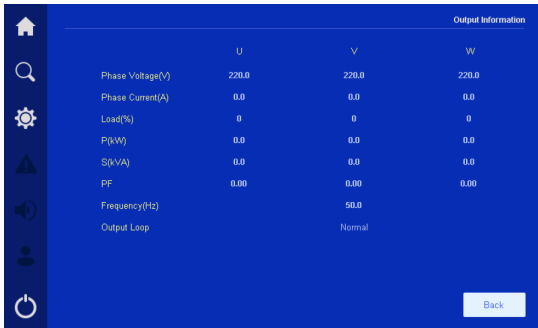 Output Information
U V W
Phase Voltage(V) 220.0 220.0 220.0
Phase Current(A) 0.0 0.0 0.0
Load(%) 0 0 0
P(kW) 0.0 0.0 0.0
S(kVA) 0.0 0.0 0.0
PF 0.00 0.00 0.00
Frequency(Hz) 50.0
Output Loop Normal
Back